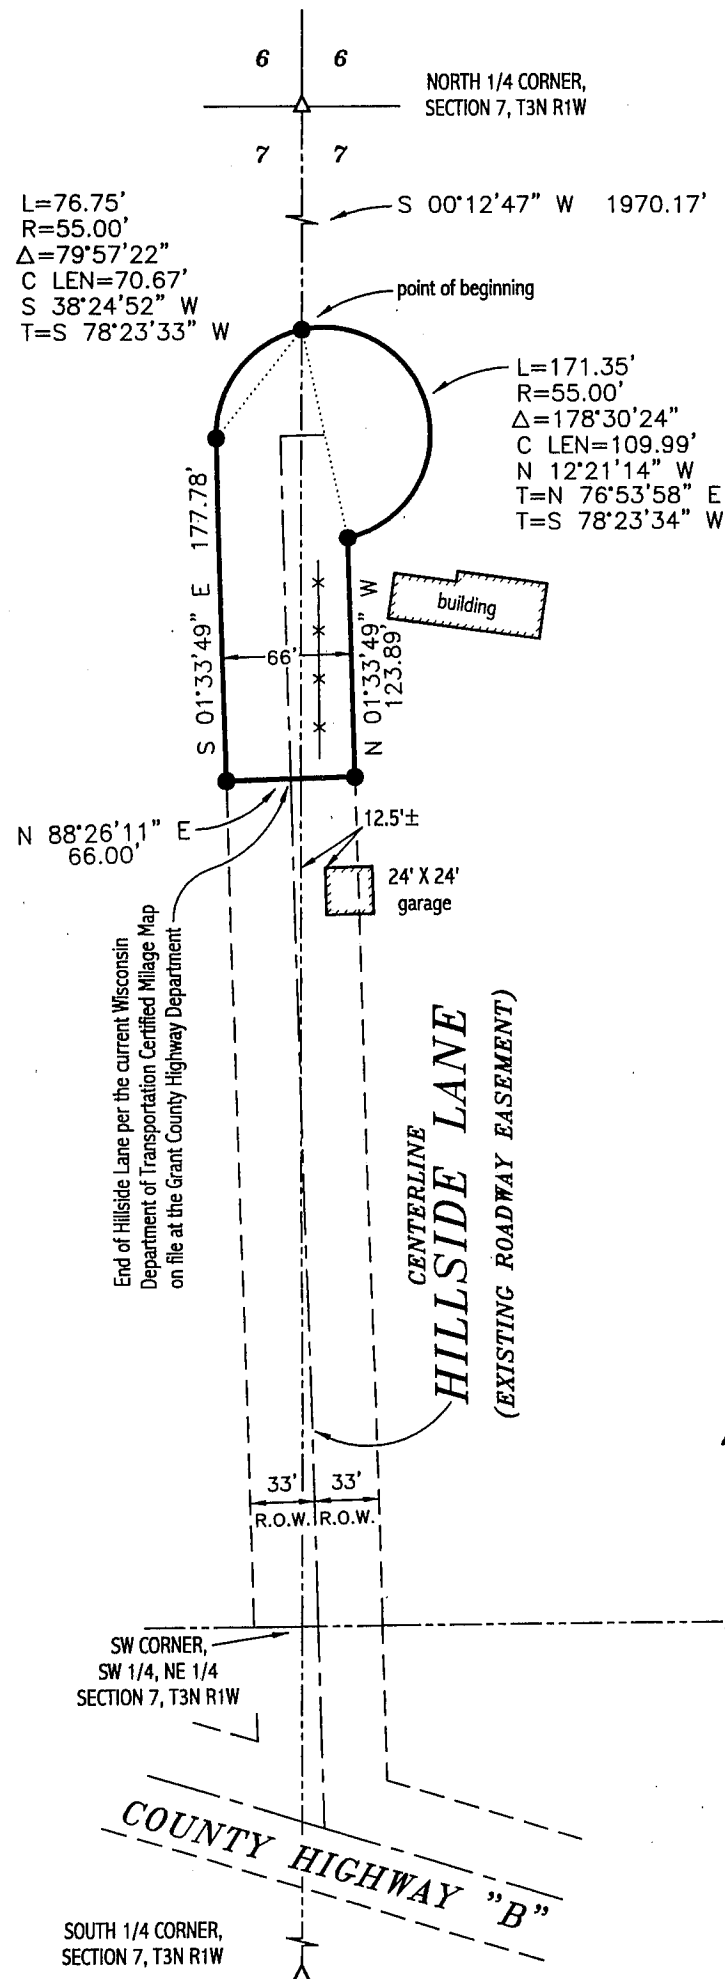 6 6
NORTH 1/4 CORNER,
SECTION 7, T3N R1W
7 7
S 00°12'47" W 1970.17'
L=76.75'
R=55.00'
Δ=79°57'22"
C LEN=70.67'
S 38°24'52" W
T=S 78°23'33" W
point of beginning
L=171.35'
R=55.00'
Δ=178°30'24"
C LEN=109.99'
N 12°21'14" W
T=N 76°53'58" E
T=S 78°23'34" W
S 01°33'49" E 177.78'
66'
N 01°33'49" W
123.89'
building
N 88°26'11" E
66.00'
12.5'±
24' X 24'
garage
End of Hillside Lane per the current Wisconsin
Department of Transportation Certified Milage Map
on file at the Grant County Highway Department
CENTERLINE
HILLSIDE LANE
(EXISTING ROADWAY EASEMENT)
33' 33'
R.O.W. R.O.W.
SW CORNER,
SW 1/4, NE 1/4
SECTION 7, T3N R1W
COUNTY HIGHWAY "B"
SOUTH 1/4 CORNER,
SECTION 7, T3N R1W